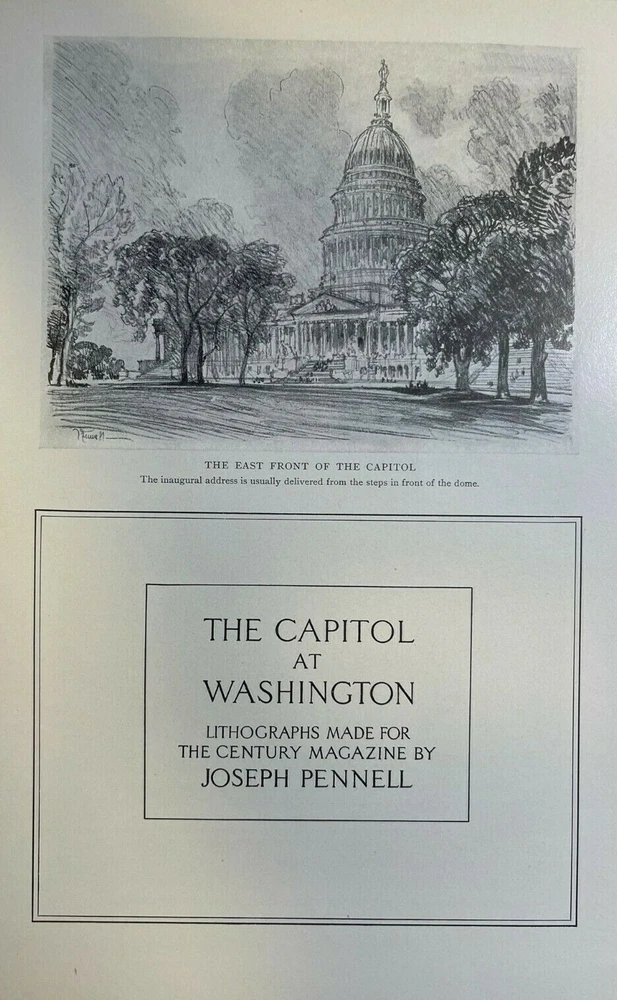 Pennell
THE EAST FRONT OF THE CAPITOL
The inaugural address is usually delivered from the steps in front of the dome.
THE CAPITOL
AT
WASHINGTON
LITHOGRAPHS MADE FOR
THE CENTURY MAGAZINE BY
JOSEPH PENNELL